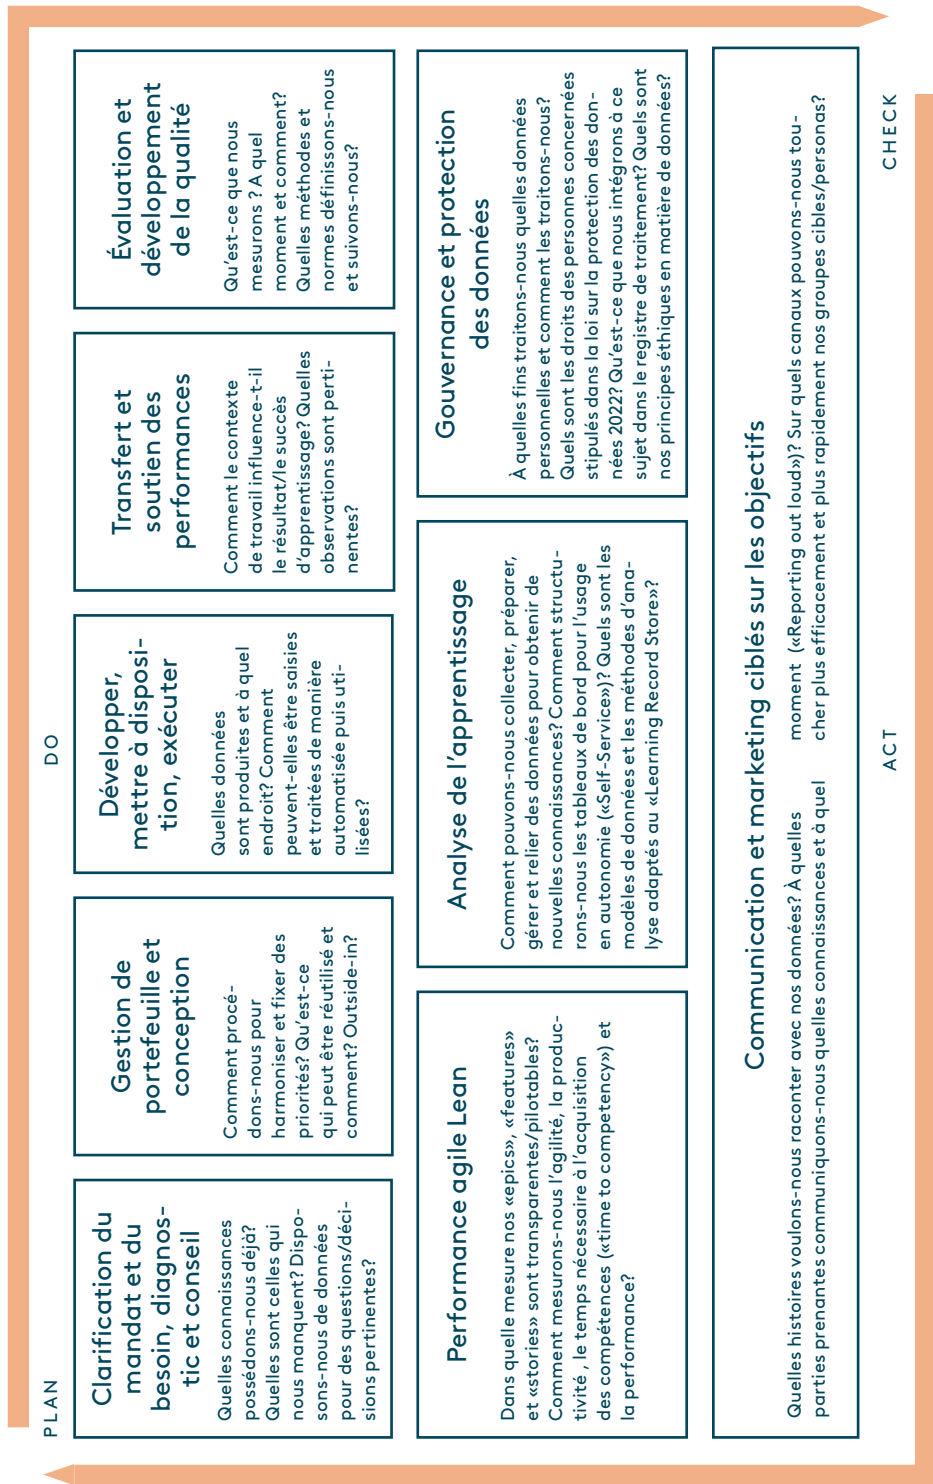 PLAN
DO
Clarification du
mandat et du
besoin, diagnos-
tic et conseil
Quelles connaissances
possédons-nous déjà?
Quelles sont celles qui
nous manquent? Dispo-
sons-nous de données
pour des questions/déci-
sions pertinentes?
Gestion de
portefeuille et
conception
Comment procé-
dons-nous pour
harmoniser et fixer des
priorités? Qu’est-ce
qui peut être réutilisé et
comment? Outside-in?
Développer,
mettre à disposi-
tion, exécuter
Quelles données
sont produites et à quel
endroit? Comment
peuvent-elles être saisies
et traitées de manière
automatisée puis uti-
lisées?
Transfert et
soutien des
performances
Comment le contexte
de travail influence-t-il
le résultat/le succès
d’apprentissage? Quelles
observations sont perti-
nentes?
Évaluation et
développement
de la qualité
Qu’est-ce que nous
mesurons ? A quel
moment et comment?
Quelles méthodes et
normes définissons-nous
et suivons-nous?
Performance agile Lean
Dans quelle mesure nos «epics», «features»
et «stories» sont transparentes/pilotables?
Comment mesurons-nous l’agilité, la produc-
tivité , le temps nécessaire à l’acquisition
des compétences («time to competency») et
la performance?
Analyse de l’apprentissage
Comment pouvons-nous collecter, préparer,
gérer et relier des données pour obtenir de
nouvelles connaissances? Comment structu-
rons-nous les tableaux de bord pour l’usage
en autonomie («Self-Service»)? Quels sont les
modèles de données et les méthodes d’ana-
lyse adaptés au «Learning Record Store»?
Gouvernance et protection
des données
À quelles fins traitons-nous quelles données
personnelles et comment les traitons-nous?
Quels sont les droits des personnes concernées
stipulés dans la loi sur la protection des don-
nées 2022? Qu’est-ce que nous intégrons à ce
sujet dans le registre de traitement? Quels sont
nos principes éthiques en matière de données?
Communication et marketing ciblés sur les objectifs
Quelles histoires voulons-nous raconter avec nos données? À quelles
parties prenantes communiquons-nous quelles connaissances et à quel
moment («Reporting out loud»)? Sur quels canaux pouvons-nous tou-
cher plus efficacement et plus rapidement nos groupes cibles/personas?
ACT
CHECK